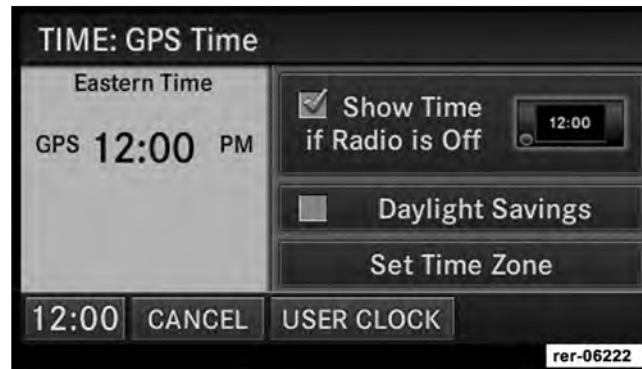 TIME: GPS Time
Eastern Time
GPS 12:00 PM
Show Time
if Radio is Off
12:00
Daylight Savings
Set Time Zone
12:00 CANCEL USER CLOCK
rer-06222